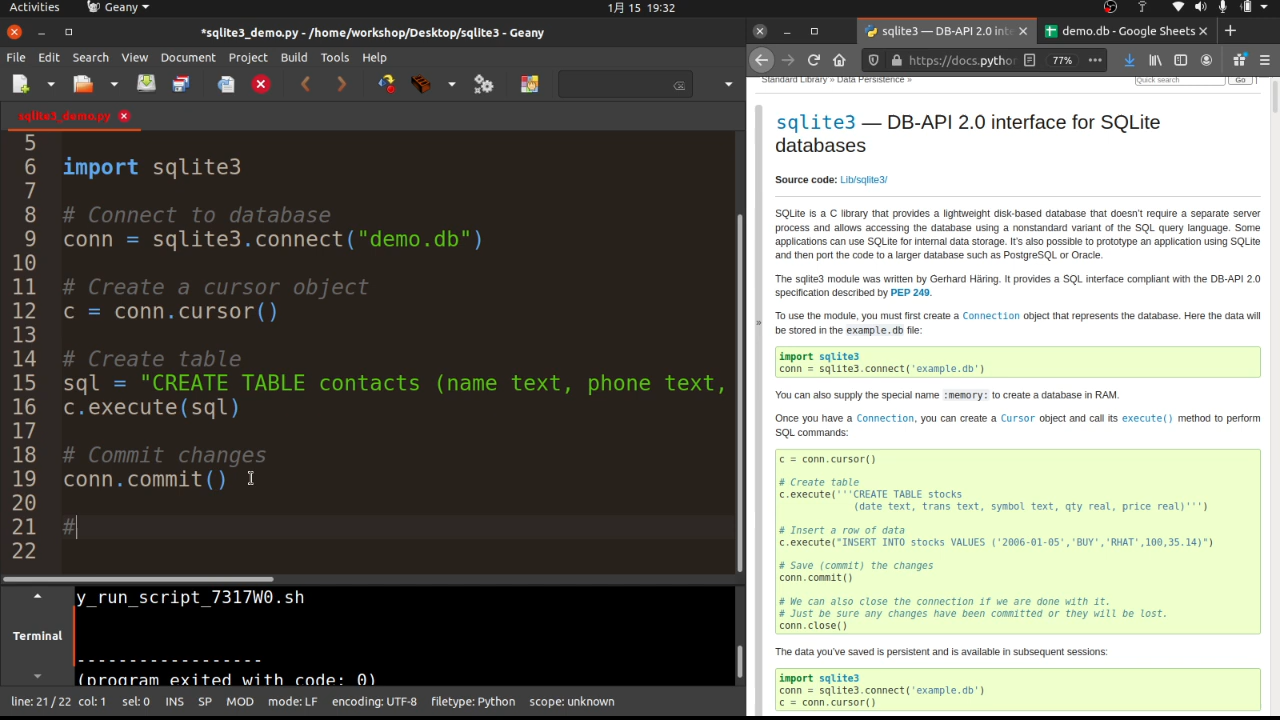 Activities
Geany
1月 15 19:32
*sqlite3_demo.py - /home/workshop/Desktop/sqlite3 - Geany
File Edit Search View Document Project Build Tools Help
sqlite3_demo.py
5
6 import sqlite3
7
8 # Connect to database
9 conn = sqlite3.connect("demo.db")
10
11 # Create a cursor object
12 c = conn.cursor()
13
14 # Create table
15 sql = "CREATE TABLE contacts (name text, phone text,
16 c.execute(sql)
17
18 # Commit changes
19 conn.commit()
20
21 #
22
Terminal
y_run_script_7317W0.sh
------------------
(program exited with code: 0)
line: 21 / 22 col: 1 sel: 0 INS SP MOD mode: LF encoding: UTF-8 filetype: Python scope: unknown
sqlite3 — DB-API 2.0 inte
demo.db - Google Sheets
https://docs.pytho
77%
Standard Library » Data Persistence »
Quick search
Go
sqlite3 — DB-API 2.0 interface for SQLite
databases
Source code: Lib/sqlite3/
SQLite is a C library that provides a lightweight disk-based database that doesn't require a separate server
process and allows accessing the database using a nonstandard variant of the SQL query language. Some
applications can use SQLite for internal data storage. It's also possible to prototype an application using SQLite
and then port the code to a larger database such as PostgreSQL or Oracle.
The sqlite3 module was written by Gerhard Häring. It provides a SQL interface compliant with the DB-API 2.0
specification described by PEP 249.
To use the module, you must first create a Connection object that represents the database. Here the data will
be stored in the example.db file:
import sqlite3
conn = sqlite3.connect('example.db')
You can also supply the special name :memory: to create a database in RAM.
Once you have a Connection, you can create a Cursor object and call its execute() method to perform
SQL commands:
c = conn.cursor()
# Create table
c.execute('''CREATE TABLE stocks
(date text, trans text, symbol text, qty real, price real)''')
# Insert a row of data
c.execute("INSERT INTO stocks VALUES ('2006-01-05','BUY','RHAT',100,35.14)")
# Save (commit) the changes
conn.commit()
# We can also close the connection if we are done with it.
# Just be sure any changes have been committed or they will be lost.
conn.close()
The data you've saved is persistent and is available in subsequent sessions:
import sqlite3
conn = sqlite3.connect('example.db')
c = conn.cursor()